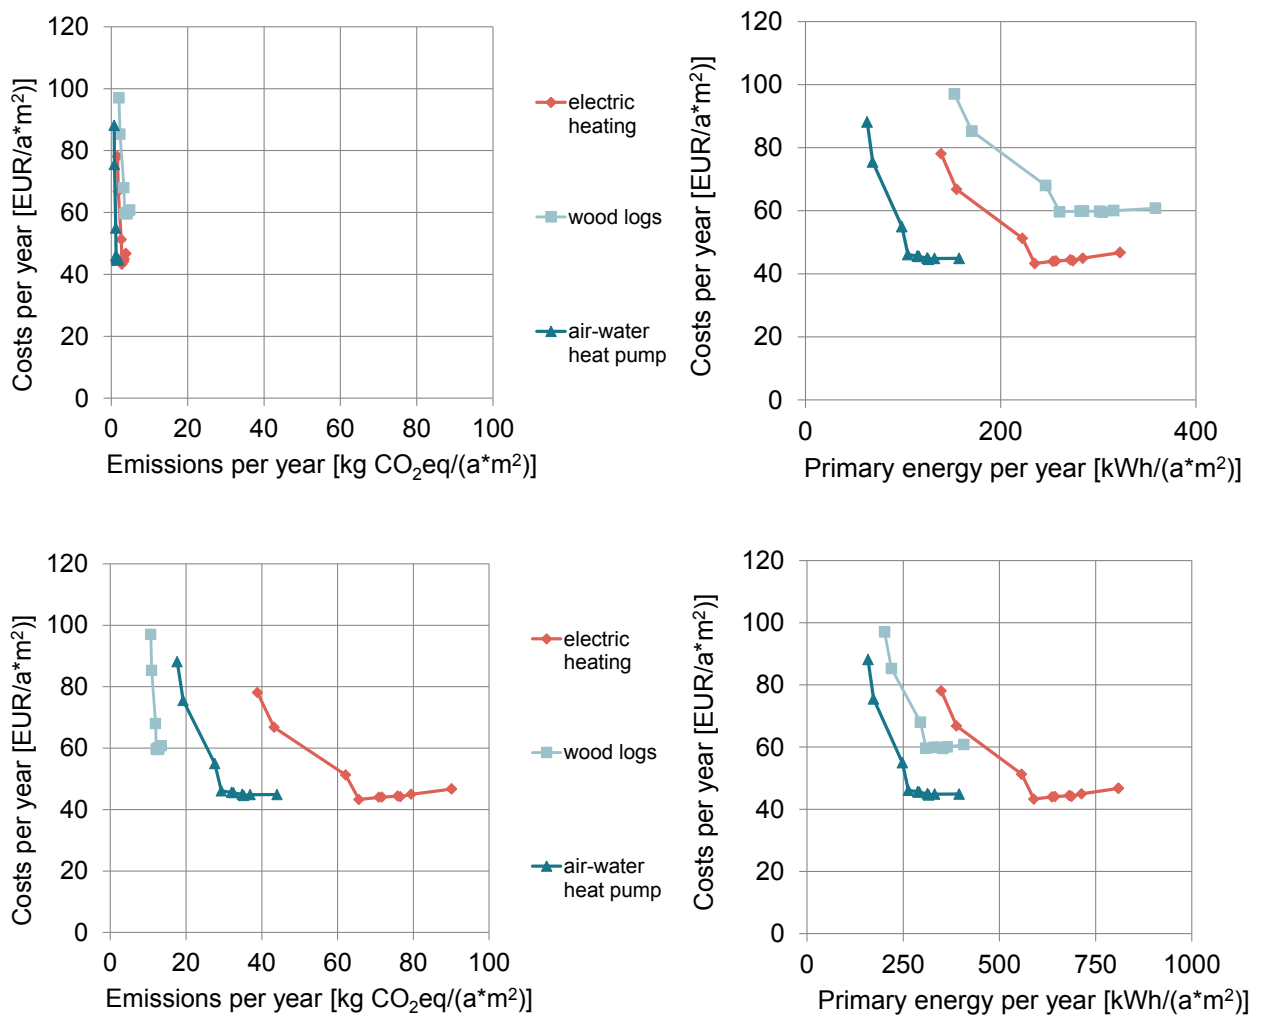 120
100
80
60
40
20
0
0 20 40 60 80 100
Costs per year [EUR/a*m²)]
Emissions per year [kg CO₂eq/(a*m²)]
electric
heating
wood logs
air-water
heat pump
120
100
80
60
40
20
0
0 200 400
Costs per year [EUR/a*m²)]
Primary energy per year [kWh/(a*m²)]
120
100
80
60
40
20
0
0 20 40 60 80 100
Costs per year [EUR/a*m²)]
Emissions per year [kg CO₂eq/(a*m²)]
electric
heating
wood logs
air-water
heat pump
120
100
80
60
40
20
0
0 250 500 750 1000
Costs per year [EUR/a*m²)]
Primary energy per year [kWh/(a*m²)]